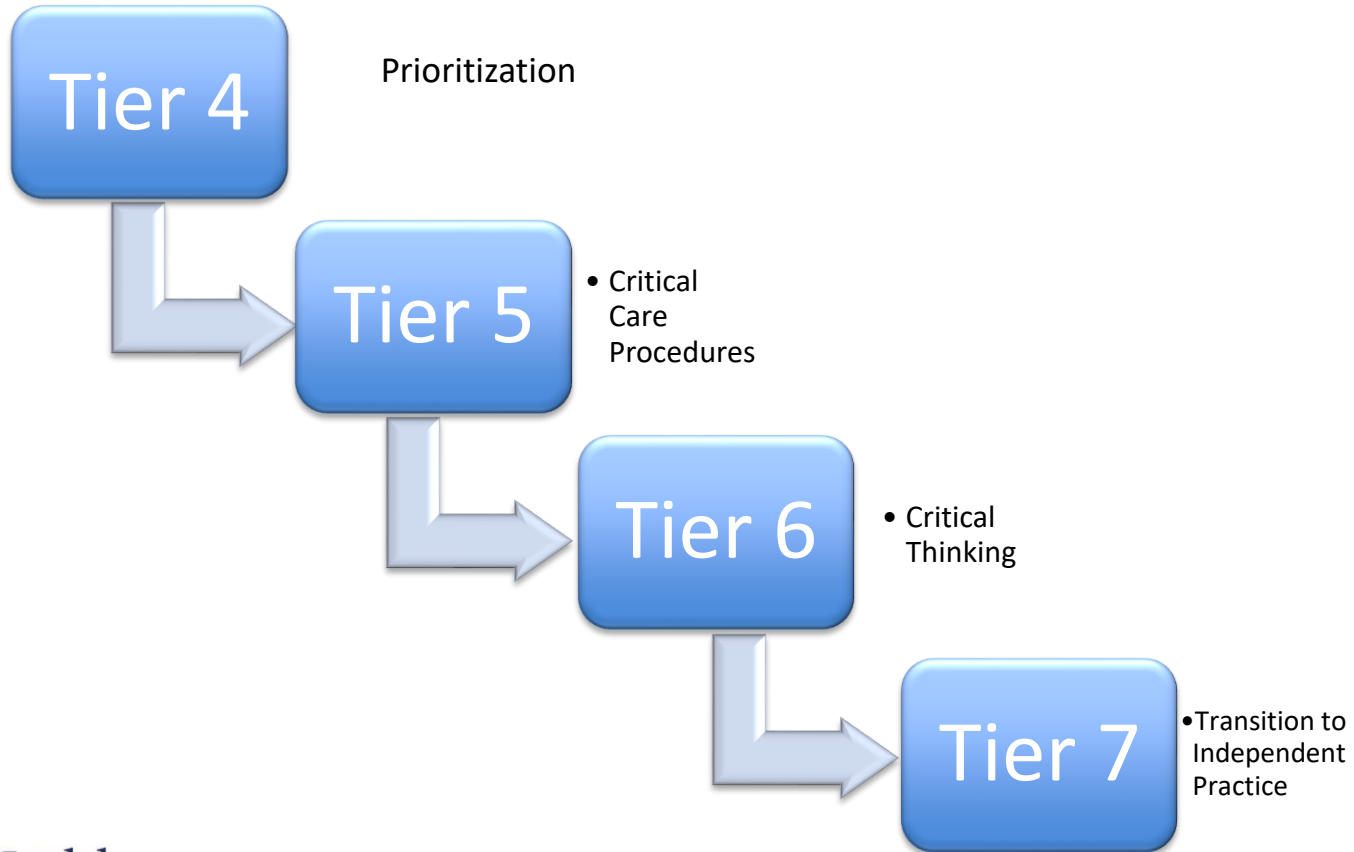 Tier 4
Prioritization
Tier 5
• Critical
Care
Procedures
Tier 6
• Critical
Thinking
Tier 7
•Transition to
Independent
Practice